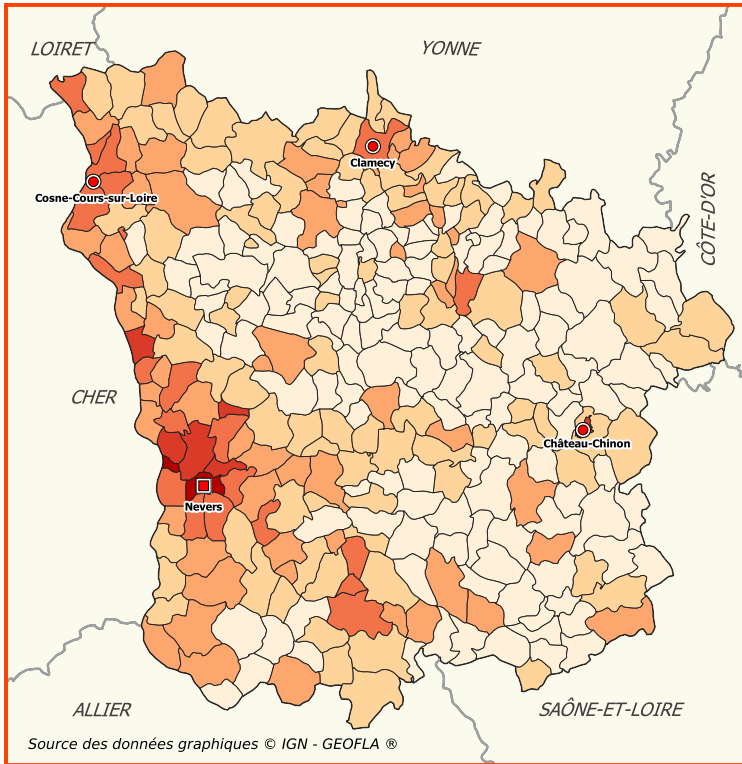 LOIRET
YONNE
Clamecy
Cosne-Cours-sur-Loire
CÔTE-D'OR
CHER
Château-Chinon
Nevers
ALLIER
SAÔNE-ET-LOIRE
Source des données graphiques © IGN - GEOFLA ®